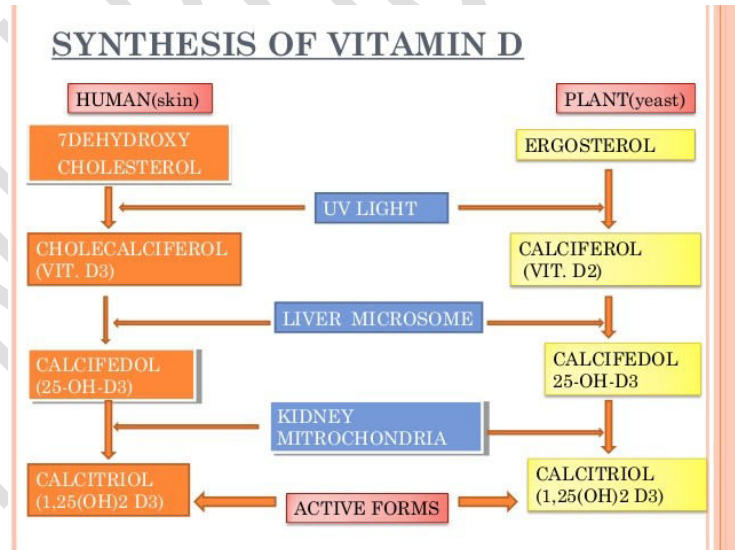 SYNTHESIS OF VITAMIN D
HUMAN(skin)
PLANT(yeast)
7DEHYDROXY
CHOLESTEROL
ERGOSTEROL
UV LIGHT
CHOLECALCIFEROL
(VIT. D3)
CALCIFEROL
(VIT. D2)
LIVER MICROSOME
CALCIFEDOL
(25-OH-D3)
CALCIFEDOL
25-OH-D3
KIDNEY
MITROCHONDRIA
CALCITRIOL
(1,25(OH)2 D3)
CALCITRIOL
(1,25(OH)2 D3)
ACTIVE FORMS